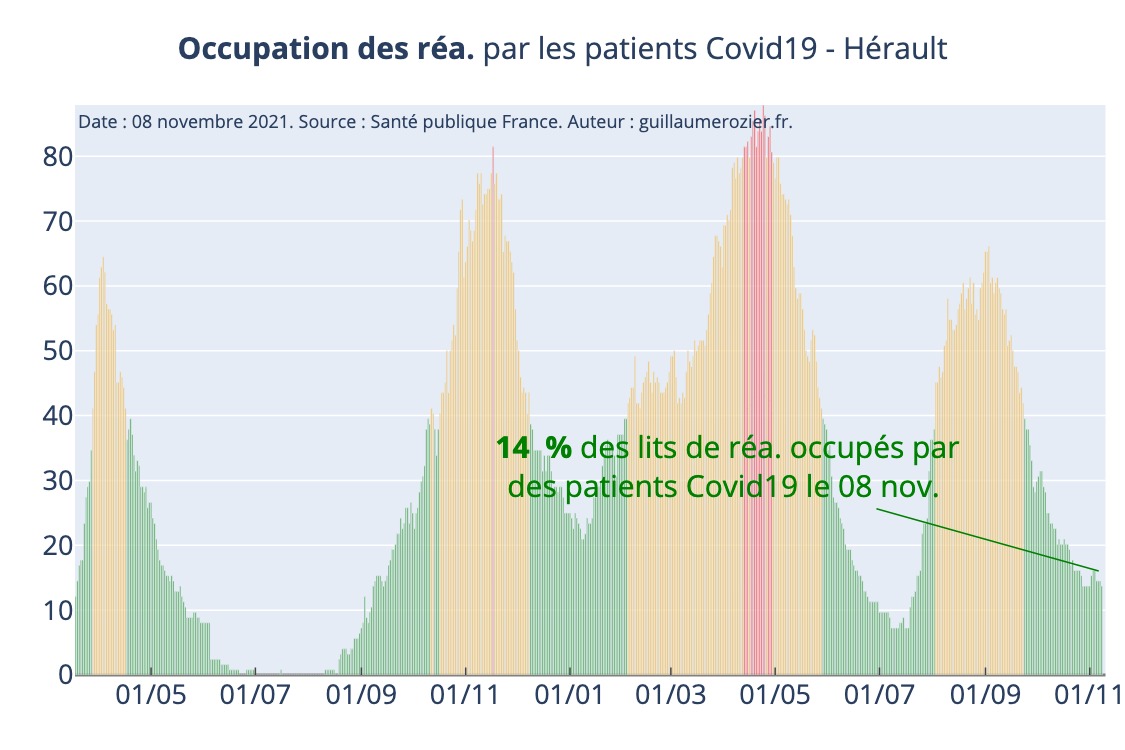 Occupation des réa. par les patients Covid19 - Hérault
Date : 08 novembre 2021. Source : Santé publique France. Auteur : guillaumerozier.fr.
80
70
60
50
40
14 % des lits de réa. occupés par
des patients Covid19 le 08 nov.
30
20
10
0
01/05 01/07 01/09 01/11 01/01 01/03 01/05 01/07 01/09 01/11